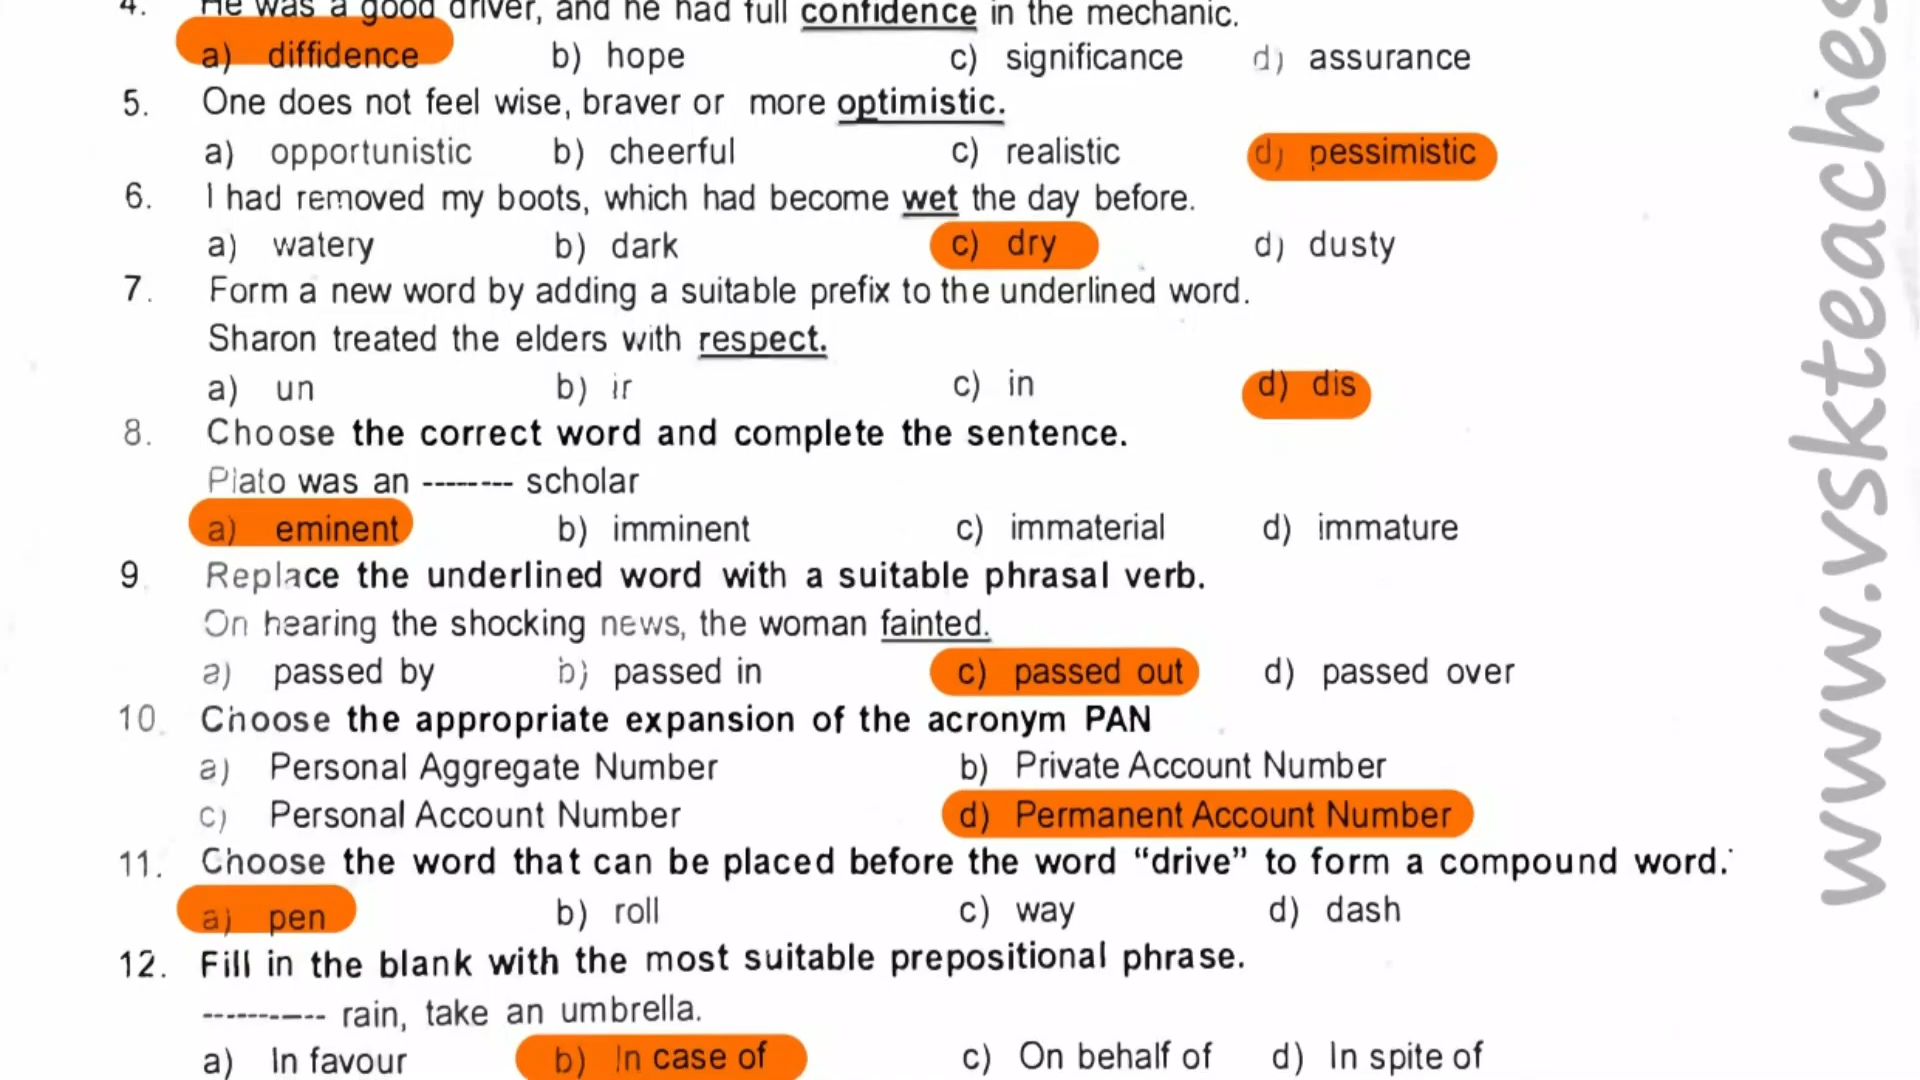 4. He was a good driver, and he had full confidence in the mechanic.
a) diffidence b) hope c) significance d) assurance
5. One does not feel wise, braver or more optimistic.
a) opportunistic b) cheerful c) realistic d) pessimistic
6. I had removed my boots, which had become wet the day before.
a) watery b) dark c) dry d) dusty
7. Form a new word by adding a suitable prefix to the underlined word.
Sharon treated the elders with respect.
a) un b) ir c) in d) dis
8. Choose the correct word and complete the sentence.
Plato was an -------- scholar
a) eminent b) imminent c) immaterial d) immature
9. Replace the underlined word with a suitable phrasal verb.
On hearing the shocking news, the woman fainted.
a) passed by b) passed in c) passed out d) passed over
10. Choose the appropriate expansion of the acronym PAN
a) Personal Aggregate Number b) Private Account Number
c) Personal Account Number d) Permanent Account Number
11. Choose the word that can be placed before the word “drive” to form a compound word.
a) pen b) roll c) way d) dash
12. Fill in the blank with the most suitable prepositional phrase.
----------- rain, take an umbrella.
a) In favour b) In case of c) On behalf of d) In spite of
www.vskteaches